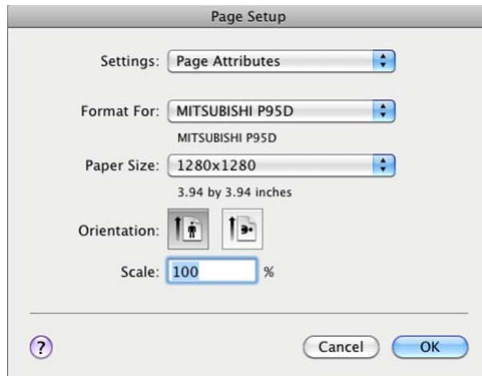 Page Setup
Settings: Page Attributes
Format For: MITSUBISHI P95D
MITSUBISHI P95D
Paper Size: 1280x1280
3.94 by 3.94 inches
Orientation:
Scale: 100 %
? Cancel OK